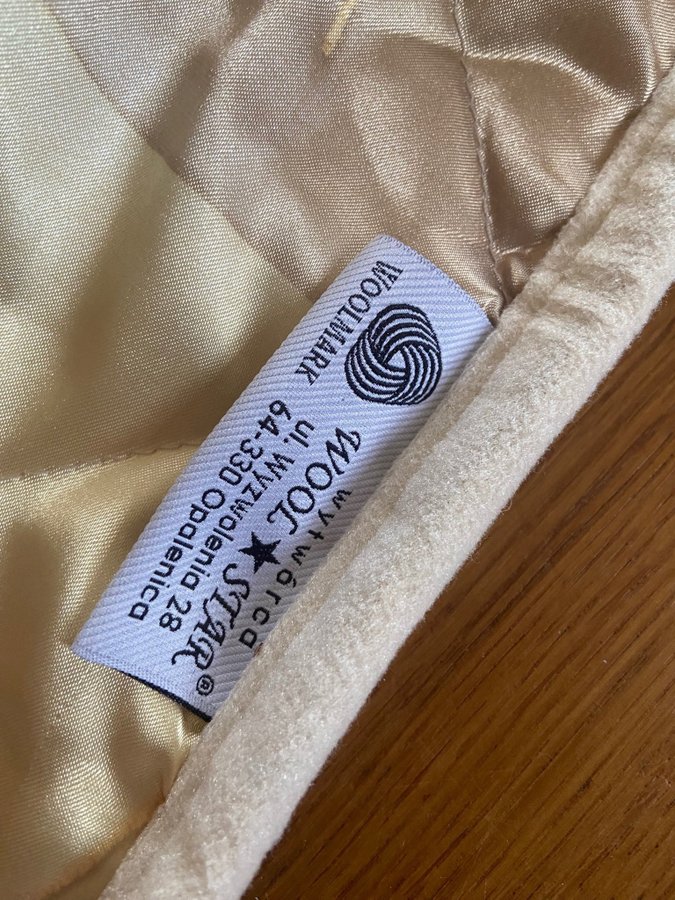 WOOLMARK
wytwórca
WOOL ★ STAR®
ul. Wyzwolenia 28
64-330 Opalenica